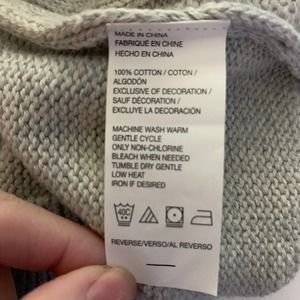 MADE IN CHINA
FABRIQUÉ EN CHINE
HECHO EN CHINA
100% COTTON / COTON /
ALGODÓN
EXCLUSIVE OF DECORATION /
SAUF DÉCORATION /
EXCLUYE LA DECORACIÓN
MACHINE WASH WARM
GENTLE CYCLE
ONLY NON-CHLORINE
BLEACH WHEN NEEDED
TUMBLE DRY GENTLE
LOW HEAT
IRON IF DESIRED
40C
REVERSE/VERSO/AL REVERSO